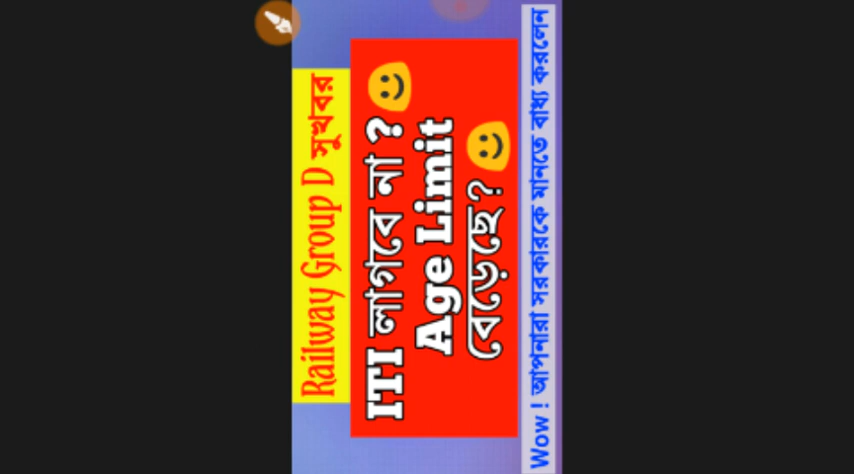 Railway Group D সুখবর
ITI লাগবে না ?
Age Limit
বেড়েছে ?
Wow ! আপনারা সরকারকে মানতে বাধ্য করলেন